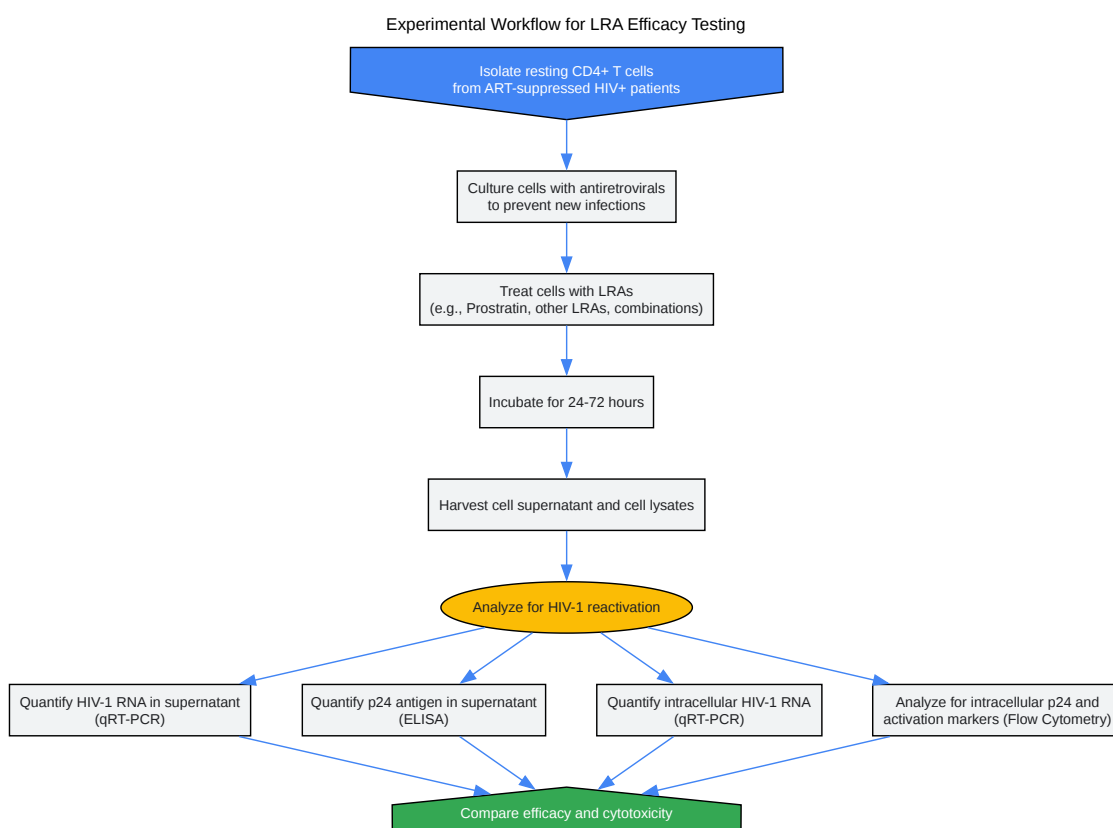 Experimental Workflow for LRA Efficacy Testing
Isolate resting CD4+ T cells
from ART-suppressed HIV+ patients
Culture cells with antiretrovirals
to prevent new infections
Treat cells with LRAs
(e.g., Prostratin, other LRAs, combinations)
Incubate for 24-72 hours
Harvest cell supernatant and cell lysates
Analyze for HIV-1 reactivation
Quantify HIV-1 RNA in supernatant
(qRT-PCR)
Quantify p24 antigen in supernatant
(ELISA)
Quantify intracellular HIV-1 RNA
(qRT-PCR)
Analyze for intracellular p24 and
activation markers (Flow Cytometry)
Compare efficacy and cytotoxicity